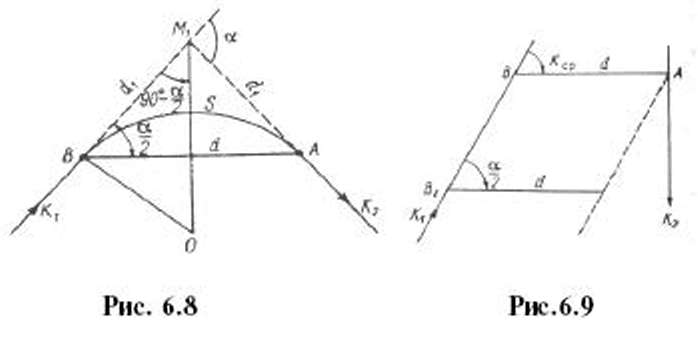 M₁
α
d₁
d₁
90°-α/2
S
α/2
B
d
A
K₁
K₂
O
B
Kср
d
A
α/2
B₁
d
K₁
K₂
Рис. 6.8
Рис.6.9